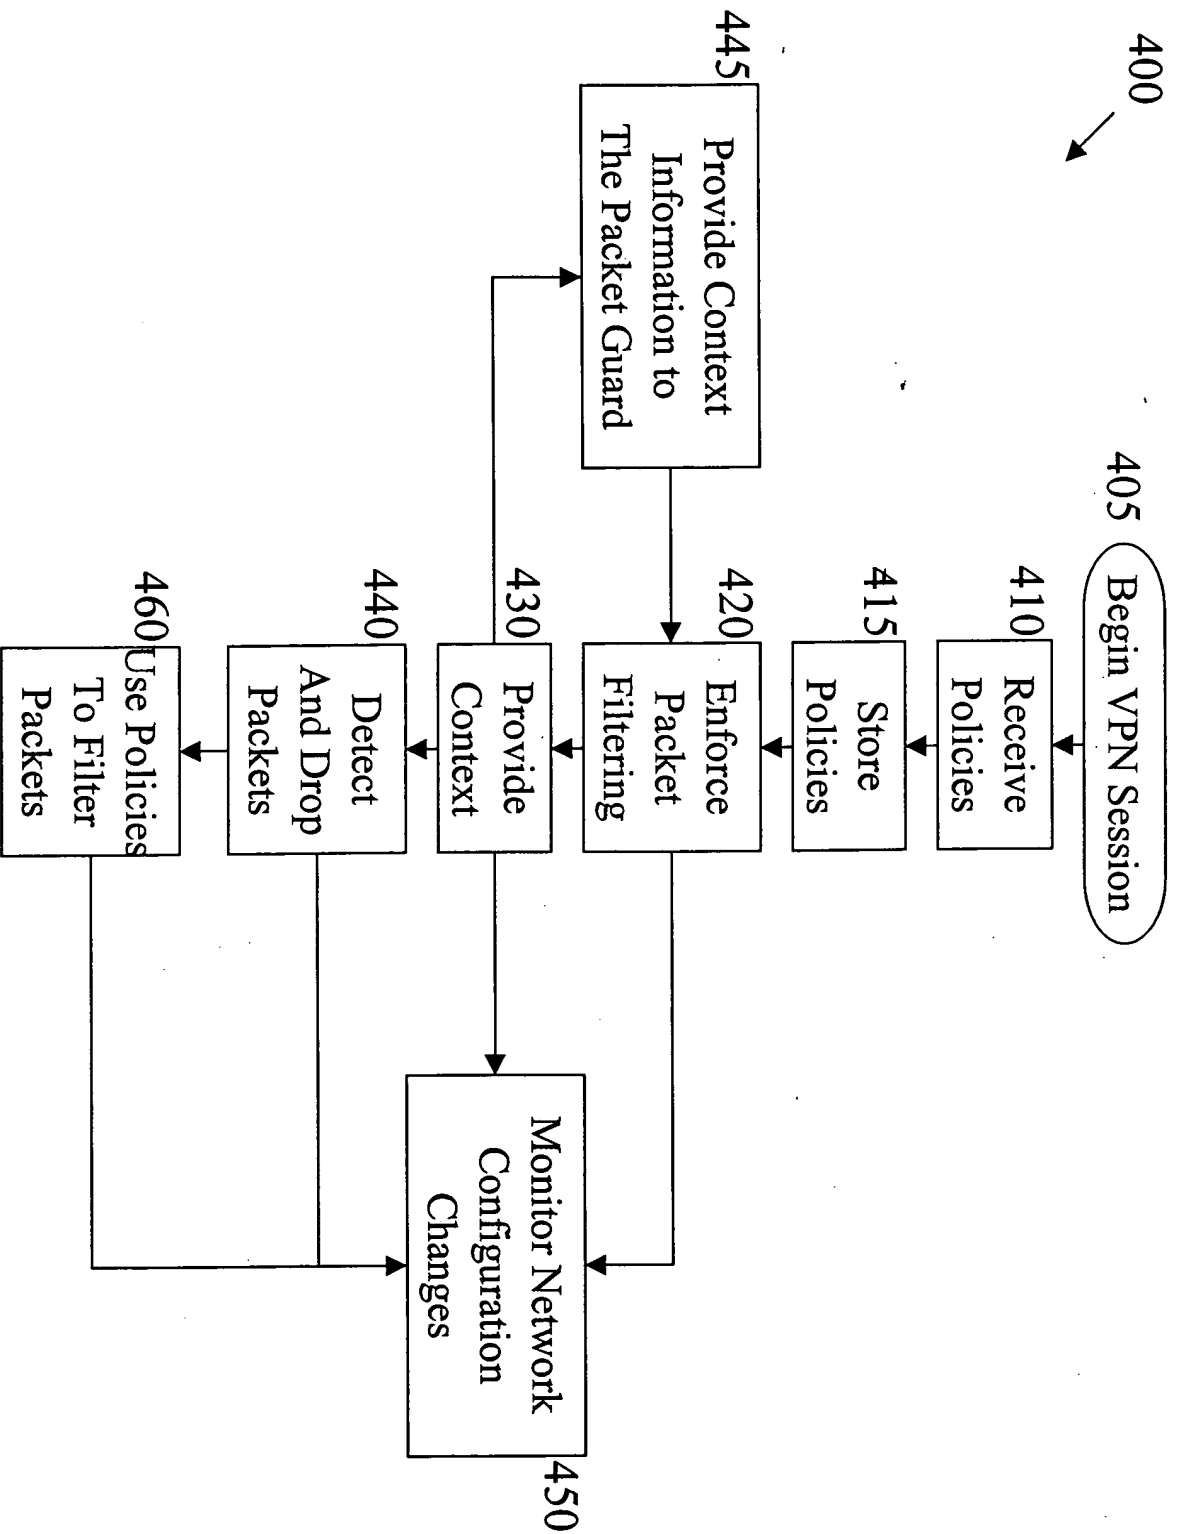 400
405
Begin VPN Session
410
Receive
Policies
415
Store
Policies
445
Provide Context
Information to
The Packet Guard
420
Enforce
Packet
Filtering
430
Provide
Context
440
Detect
And Drop
Packets
Monitor Network
Configuration
Changes
450
460
Use Policies
To Filter
Packets